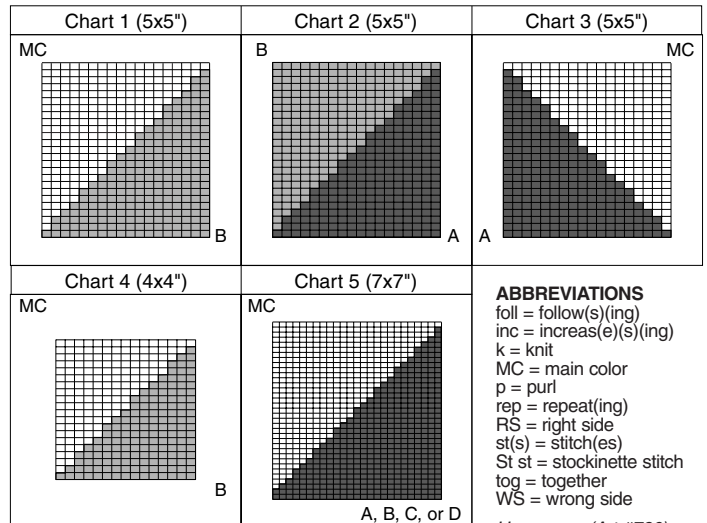 Chart 1 (5x5")
Chart 2 (5x5")
Chart 3 (5x5")
MC
B
B
A
MC
A
Chart 4 (4x4")
Chart 5 (7x7")
MC
B
MC
A, B, C, or D
ABBREVIATIONS
foll = follow(s)(ing)
inc = increas(e)(s)(ing)
k = knit
MC = main color
p = purl
rep = repeat(ing)
RS = right side
st(s) = stitch(es)
St st = stockinette stitch
tog = together
WS = wrong side